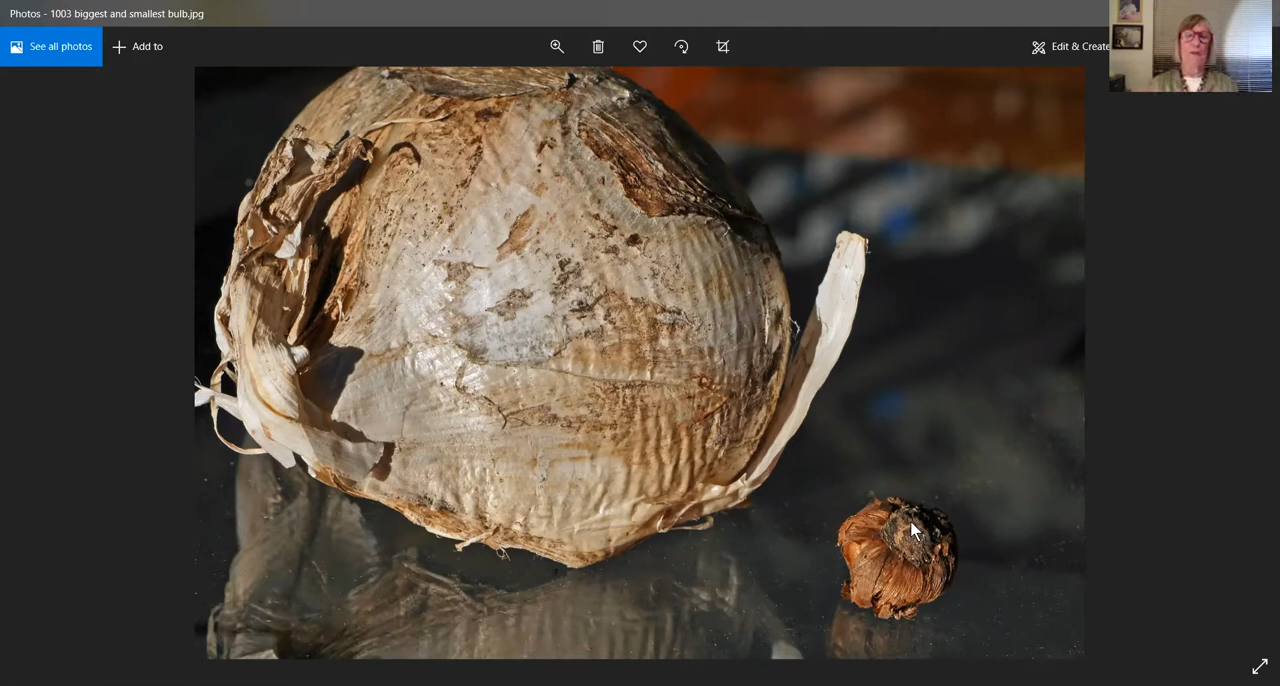 Photos - 1003 biggest and smallest bulb.jpg
See all photos
Add to
Edit & Create